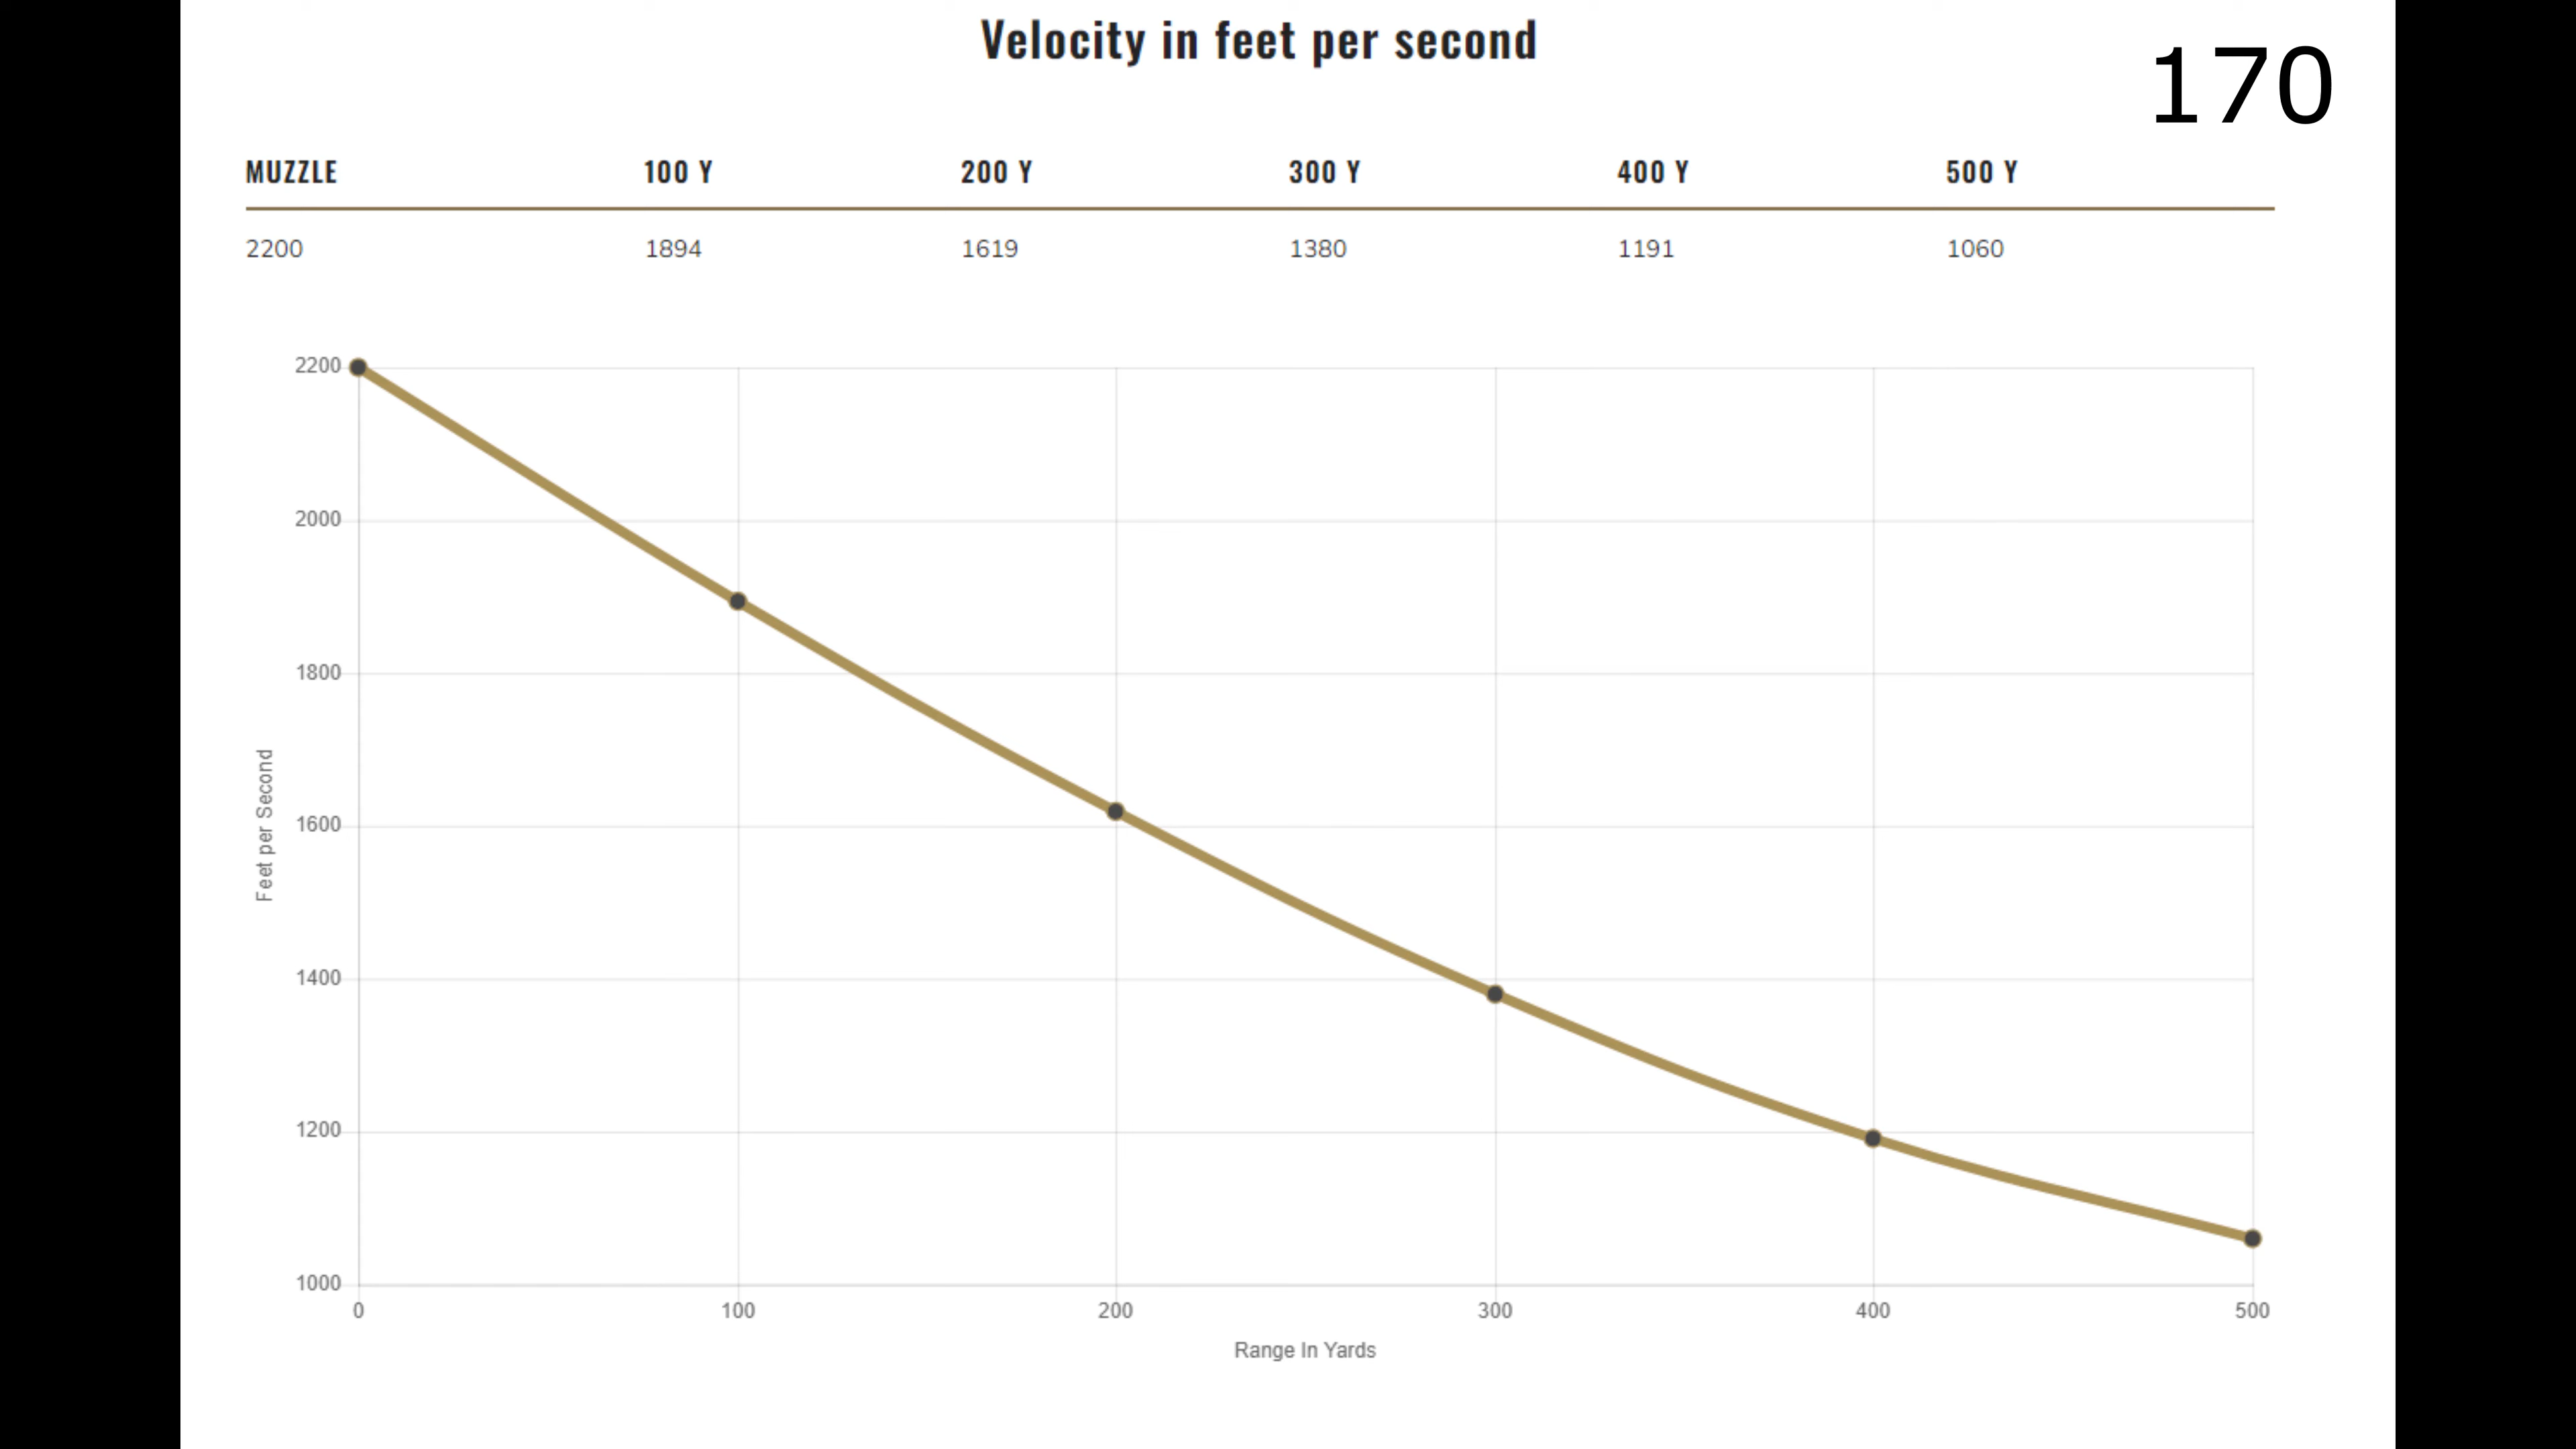 Velocity in feet per second
170
MUZZLE 100 Y 200 Y 300 Y 400 Y 500 Y
2200 1894 1619 1380 1191 1060
2200
2000
1800
1600
1400
1200
1000
Feet per Second
0 100 200 300 400 500
Range In Yards